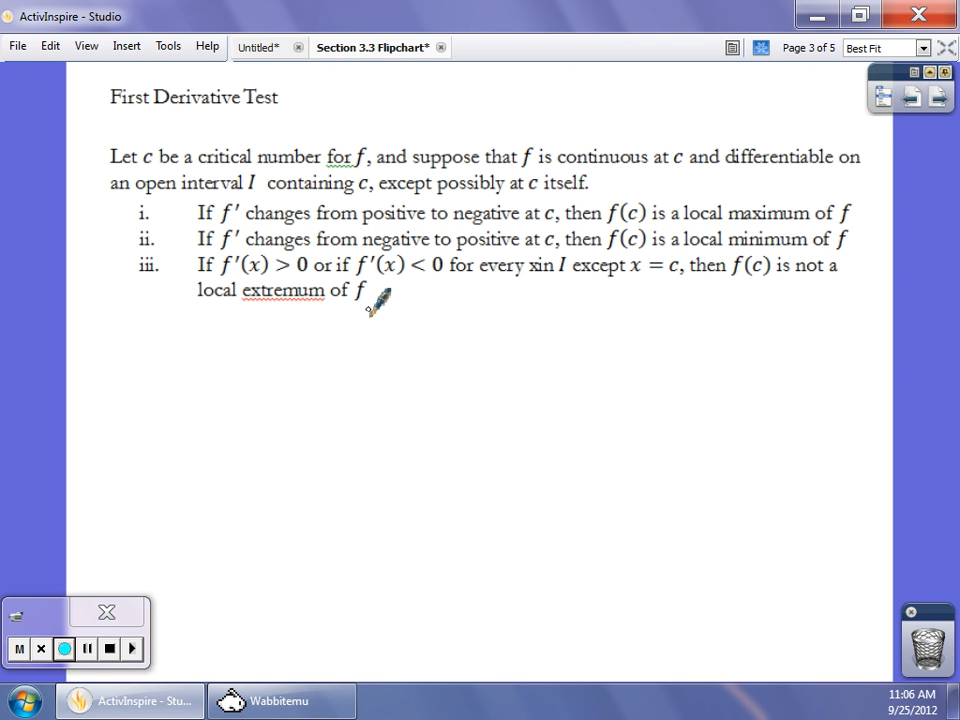 ActivInspire - Studio
File Edit View Insert Tools Help Untitled* Section 3.3 Flipchart* Page 3 of 5 Best Fit
First Derivative Test
Let c be a critical number for f, and suppose that f is continuous at c and differentiable on
an open interval I containing c, except possibly at c itself.
i. If f′ changes from positive to negative at c, then f(c) is a local maximum of f
ii. If f′ changes from negative to positive at c, then f(c) is a local minimum of f
iii. If f′(x) > 0 or if f′(x) < 0 for every xin I except x = c, then f(c) is not a
local extremum of f
M
ActivInspire - Stu... Wabbitemu
11:06 AM
9/25/2012